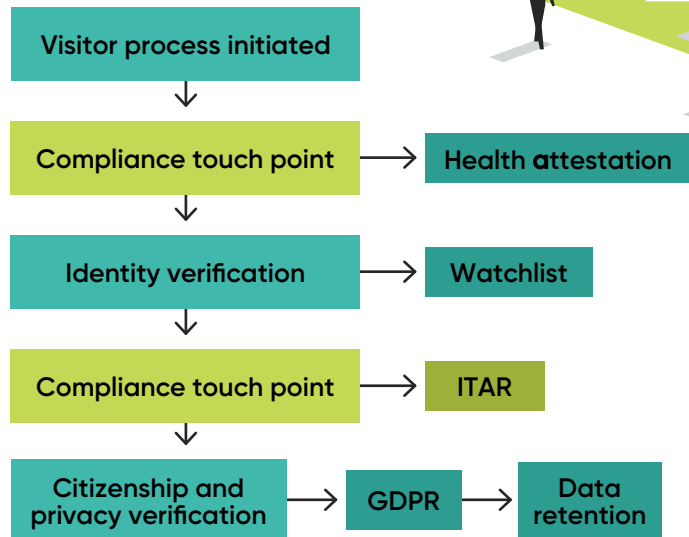 Visitor process initiated
Compliance touch point
Health attestation
Identity verification
Watchlist
Compliance touch point
ITAR
Citizenship and
privacy verification
GDPR
Data
retention